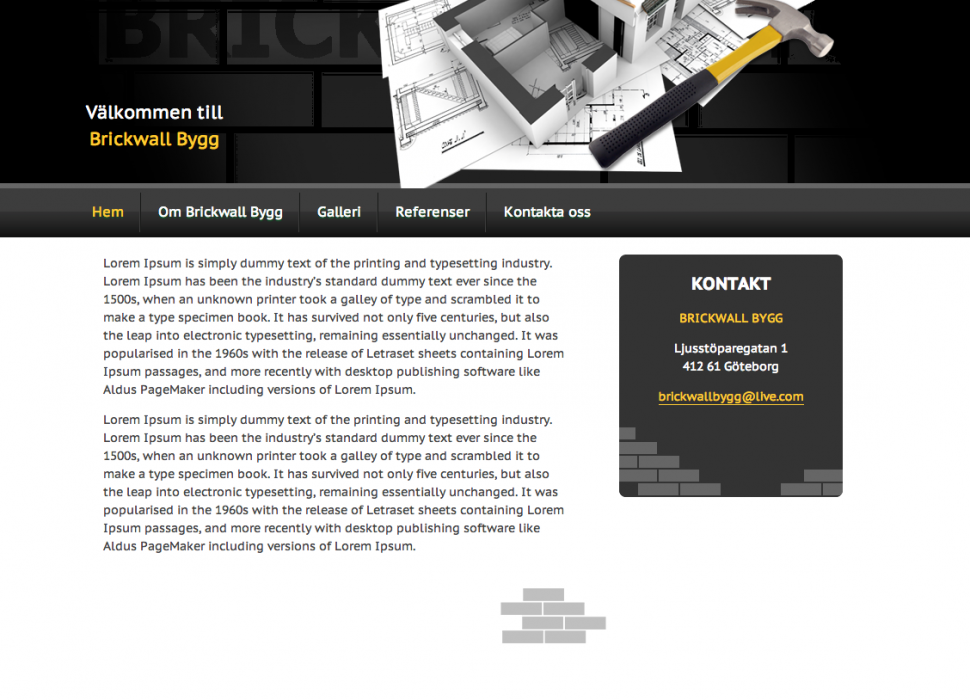 BRICK
Välkommen till
Brickwall Bygg
Hem Om Brickwall Bygg Galleri Referenser Kontakta oss
Lorem Ipsum is simply dummy text of the printing and typesetting industry.
Lorem Ipsum has been the industry's standard dummy text ever since the
1500s, when an unknown printer took a galley of type and scrambled it to
make a type specimen book. It has survived not only five centuries, but also
the leap into electronic typesetting, remaining essentially unchanged. It was
popularised in the 1960s with the release of Letraset sheets containing Lorem
Ipsum passages, and more recently with desktop publishing software like
Aldus PageMaker including versions of Lorem Ipsum.
Lorem Ipsum is simply dummy text of the printing and typesetting industry.
Lorem Ipsum has been the industry's standard dummy text ever since the
1500s, when an unknown printer took a galley of type and scrambled it to
make a type specimen book. It has survived not only five centuries, but also
the leap into electronic typesetting, remaining essentially unchanged. It was
popularised in the 1960s with the release of Letraset sheets containing Lorem
Ipsum passages, and more recently with desktop publishing software like
Aldus PageMaker including versions of Lorem Ipsum.
KONTAKT
BRICKWALL BYGG
Ljusstöparegatan 1
412 61 Göteborg
brickwallbygg@live.com